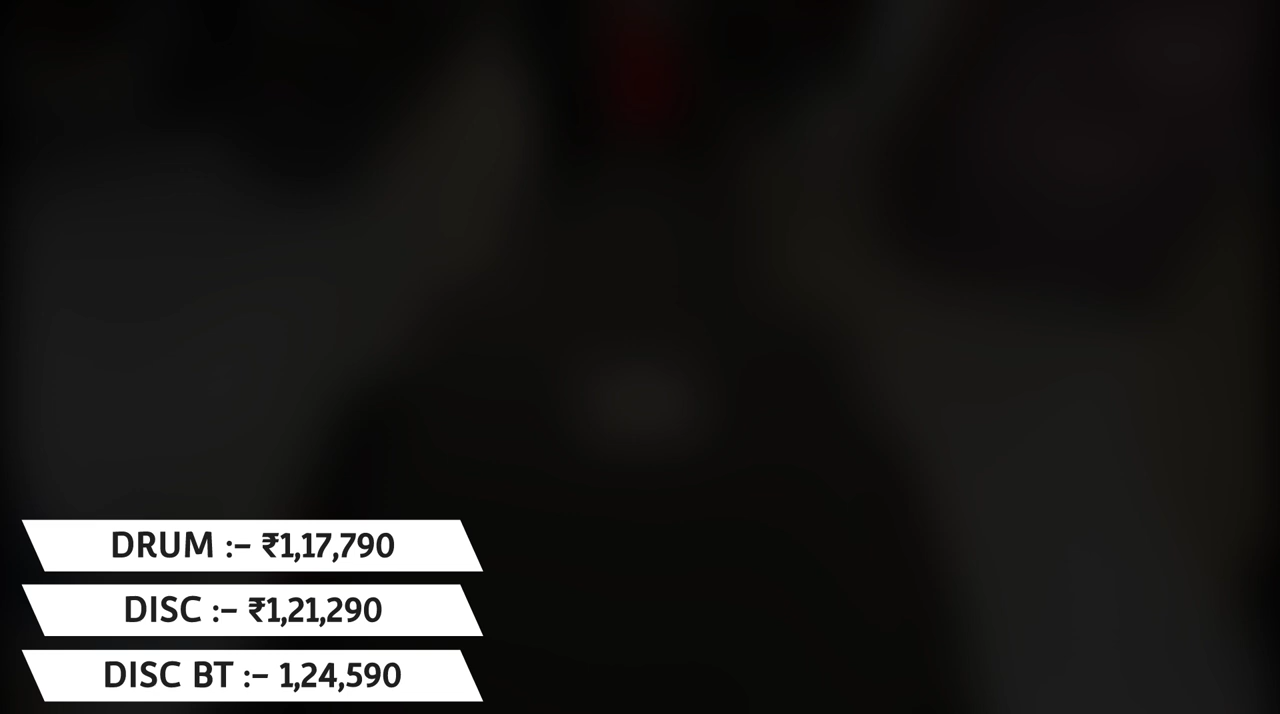 DRUM :– ₹1,17,790
DISC :– ₹1,21,290
DISC BT :– 1,24,590